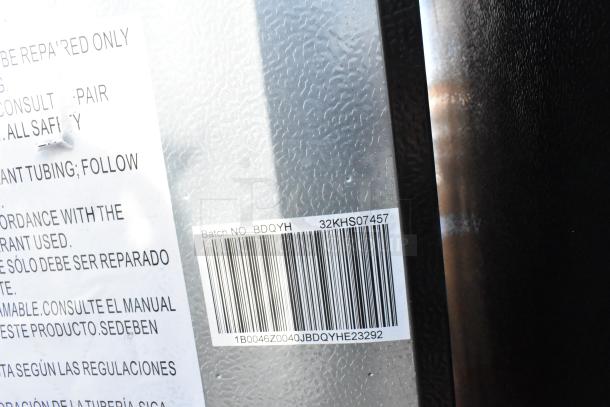 BE REPAIRED ONLY
CONSULT
PAIR
ALL SAFETY
ANT TUBING; FOLLOW
ORDANCE WITH THE
RANT USED.
E SÓLO DEBE SER REPARADO
TE.
AMABLE.CONSULTE EL MANUAL
ESTE PRODUCTO.SEDEBEN
TA SEGÚN LAS REGULACIONES
Batch NO. BDQYH 32KHS07457
1B0046Z0040JBDQYHE23292